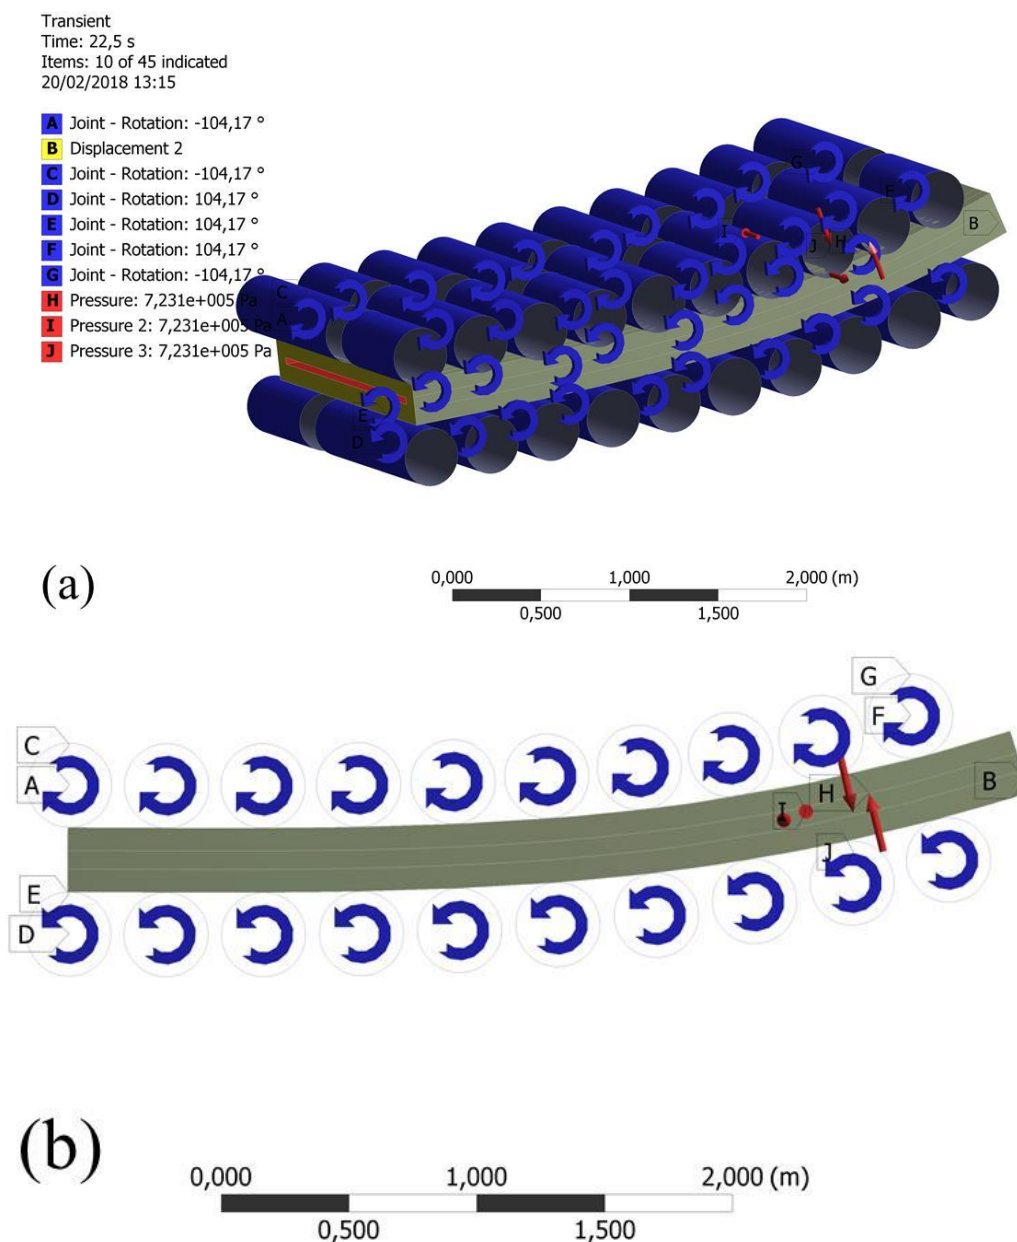 Transient
Time: 22,5 s
Items: 10 of 45 indicated
20/02/2018 13:15
A Joint - Rotation: -104,17 °
B Displacement 2
C Joint - Rotation: -104,17 °
D Joint - Rotation: 104,17 °
E Joint - Rotation: 104,17 °
F Joint - Rotation: 104,17 °
G Joint - Rotation: -104,17 °
H Pressure: 7,231e+005 Pa
I Pressure 2: 7,231e+005 Pa
J Pressure 3: 7,231e+005 Pa
G
F
B
I
J H
C
A
E
D
(a)
0,000 1,000 2,000 (m)
0,500 1,500
G
F
C
A
B
H
I
J
E
D
(b)
0,000 1,000 2,000 (m)
0,500 1,500